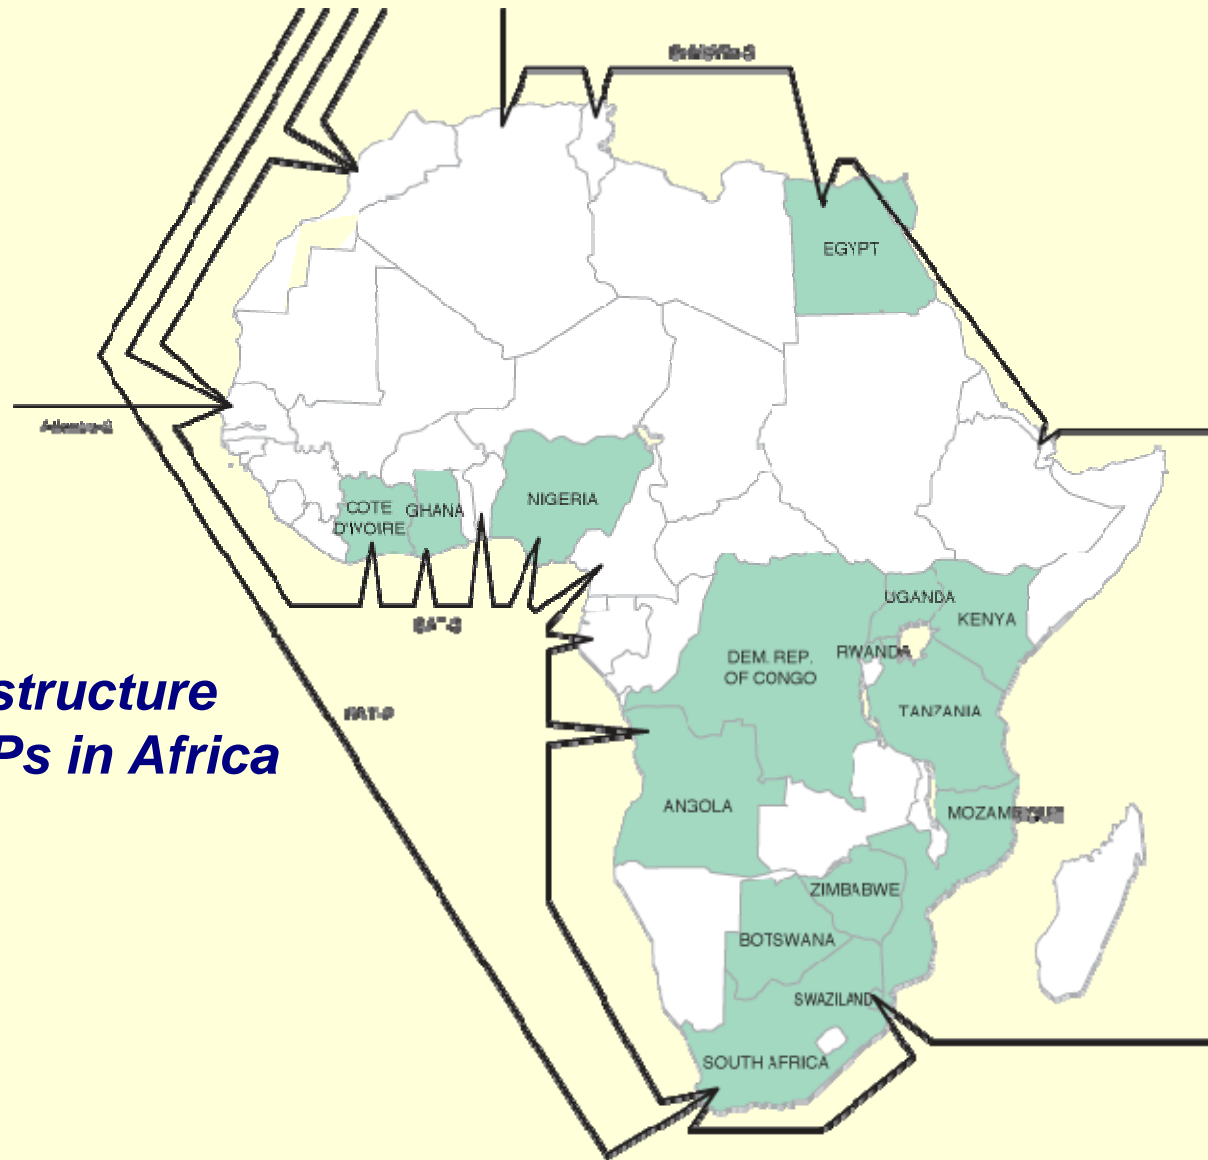 EGYPT
NIGERIA
COTE
D'IVOIRE
GHANA
UGANDA
KENYA
RWANDA
DEM. REP.
OF CONGO
TANZANIA
structure
Ps in Africa
ANGOLA
ZIMBABWE
BOTSWANA
SWAZILAND
SOUTH AFRICA